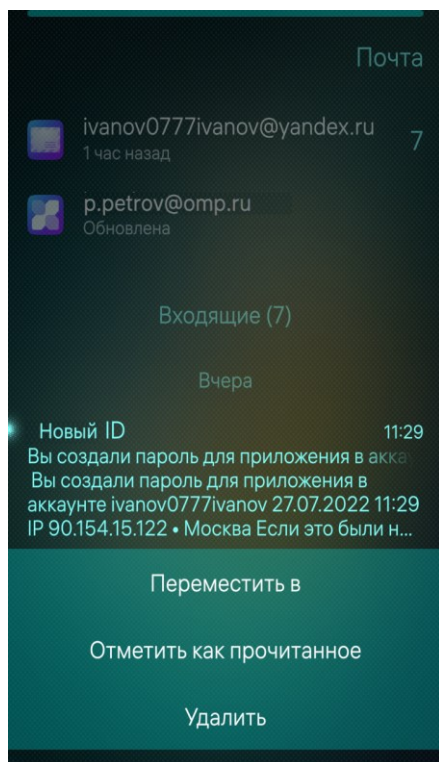 Почта
ivanov0777ivanov@yandex.ru 7
1 час назад
p.petrov@omp.ru
Обновлена
Входящие (7)
Вчера
Новый ID 11:29
Вы создали пароль для приложения в акка
Вы создали пароль для приложения в
аккаунте ivanov0777ivanov 27.07.2022 11:29
IP 90.154.15.122 • Москва Если это были н...
Переместить в
Отметить как прочитанное
Удалить